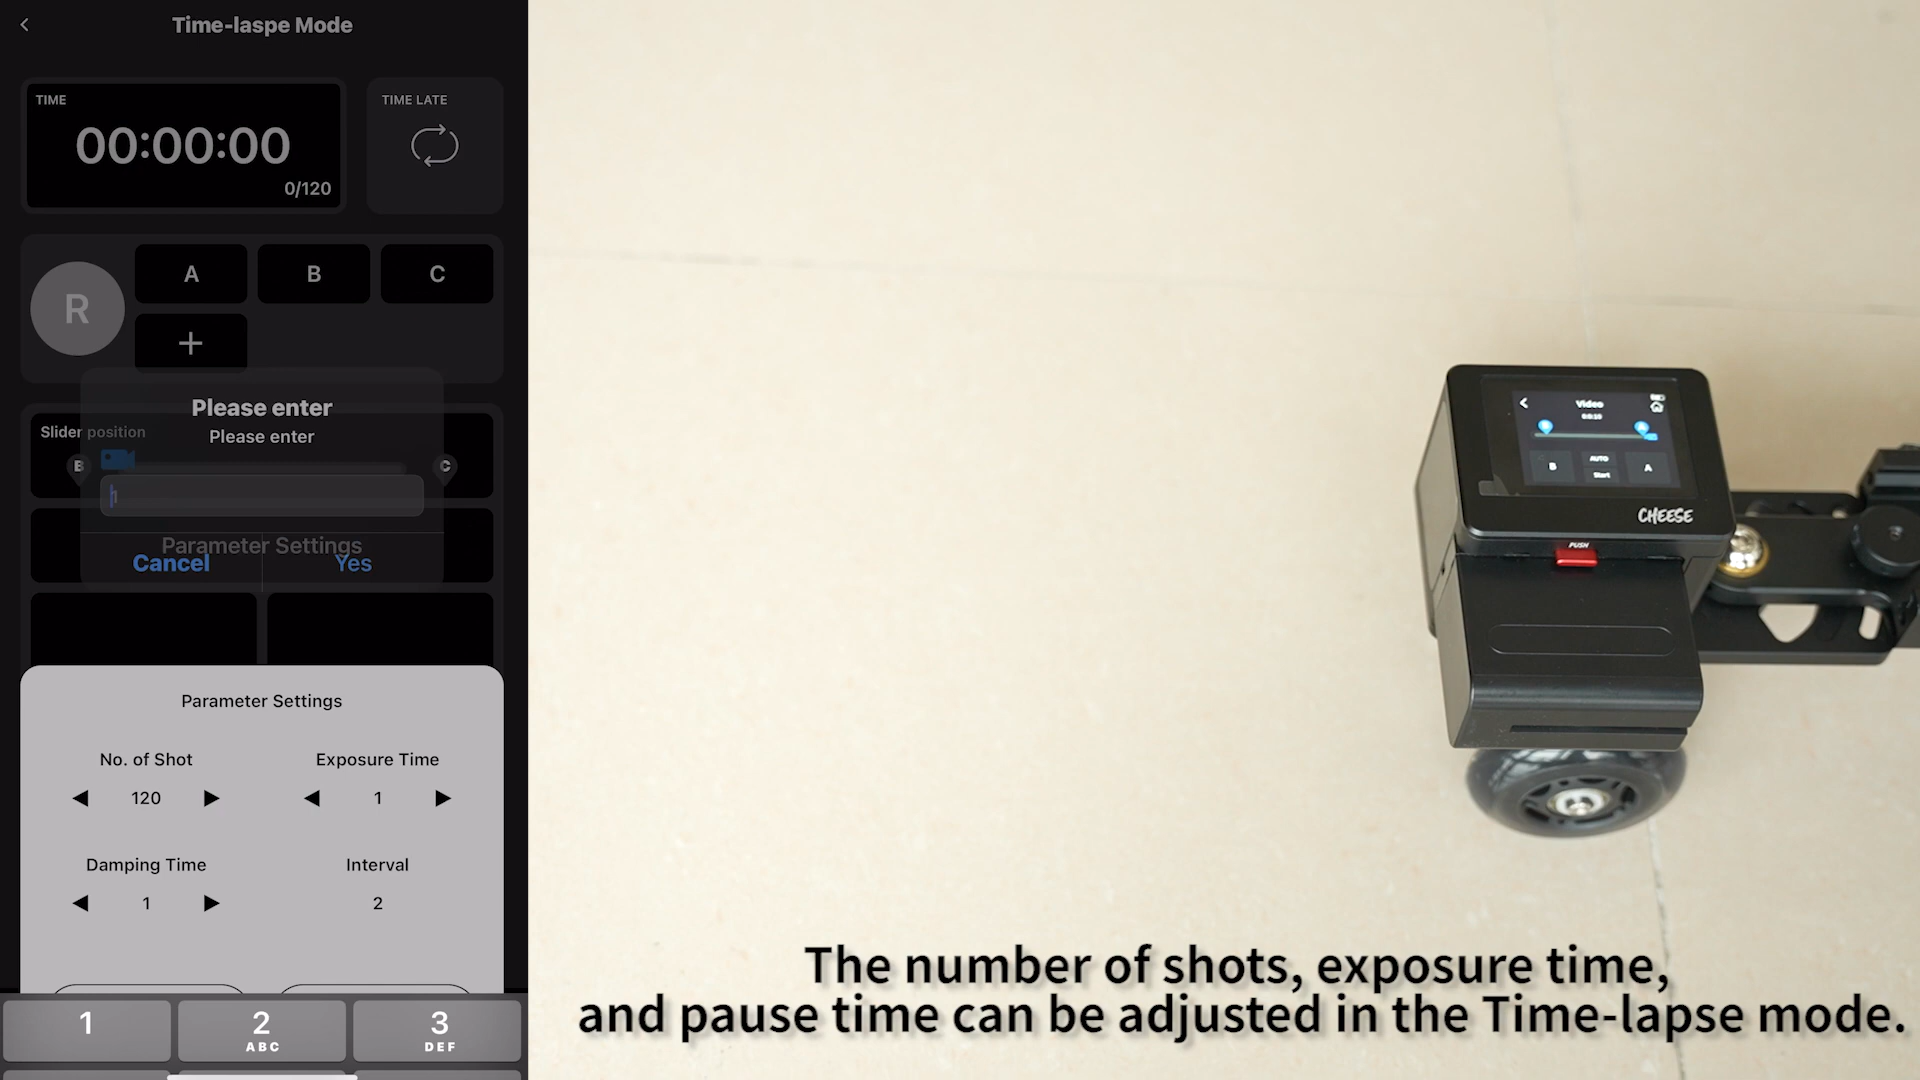 Time-laspe Mode
TIME
00:00:00
0/120
TIME LATE
R
A
B
C
+
Please enter
Please enter
Slider position
B
C
Parameter Settings
Cancel
Yes
Parameter Settings
No. of Shot
Exposure Time
120
1
Damping Time
Interval
1
2
1
2
ABC
3
DEF
Video
B
A
B
AUTO
Start
A
CHEESE
PUSH
The number of shots, exposure time,
and pause time can be adjusted in the Time-lapse mode.